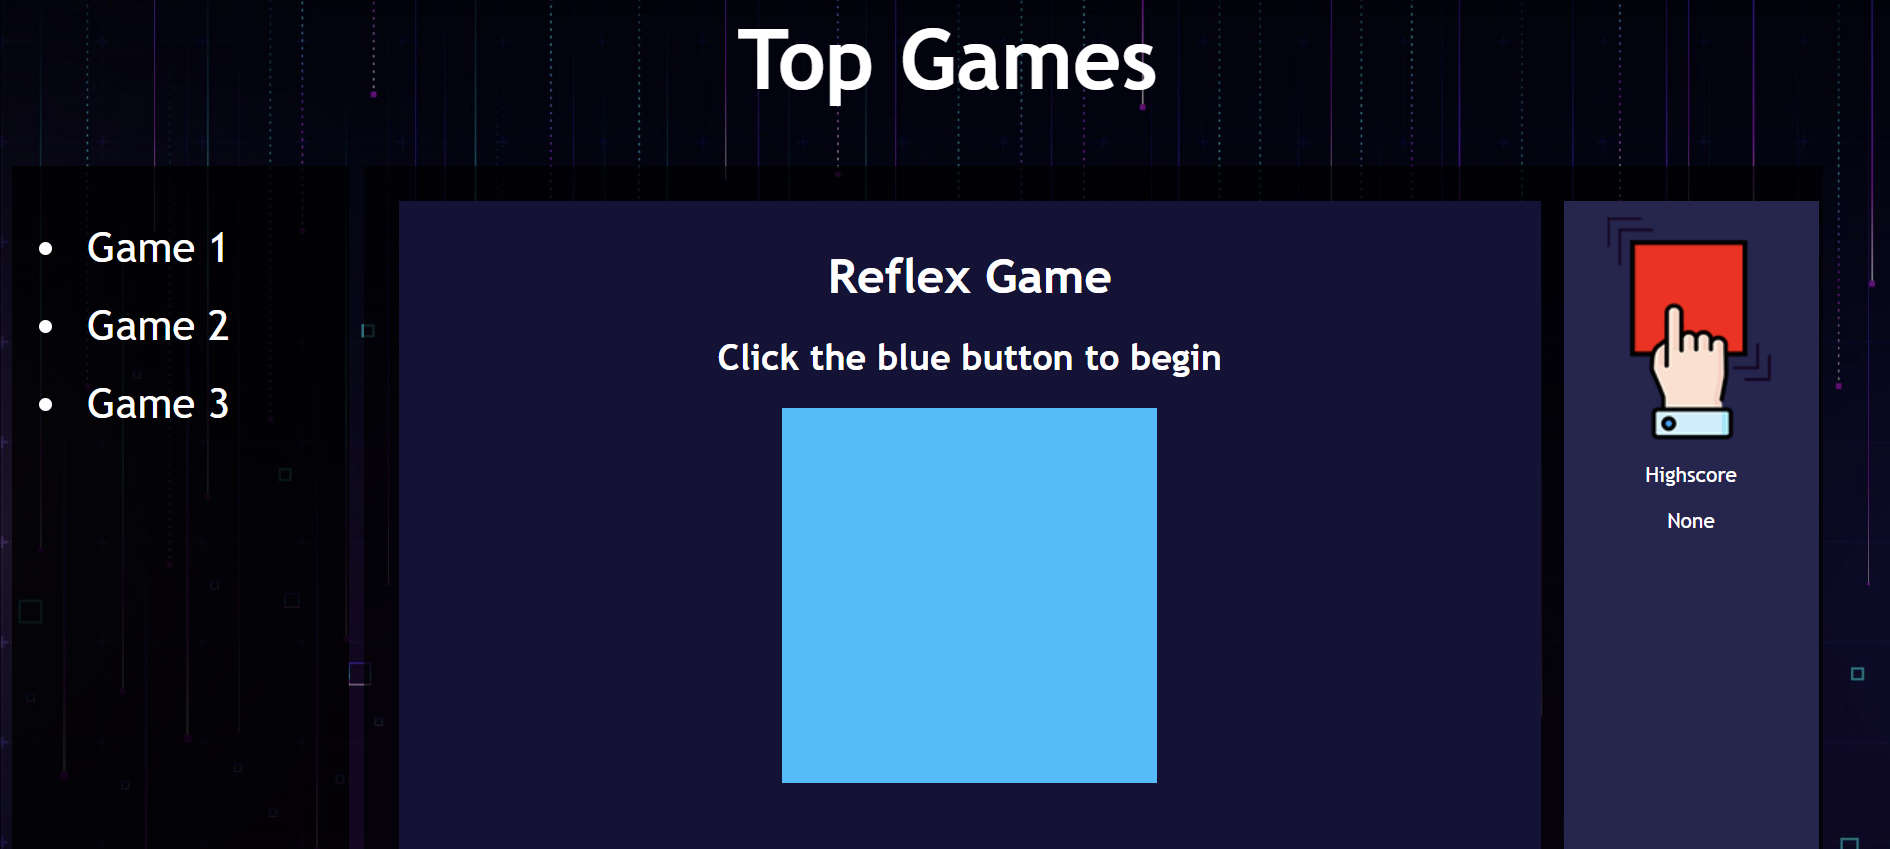 Top Games
Game 1
Game 2
Game 3
Reflex Game
Click the blue button to begin
Highscore
None